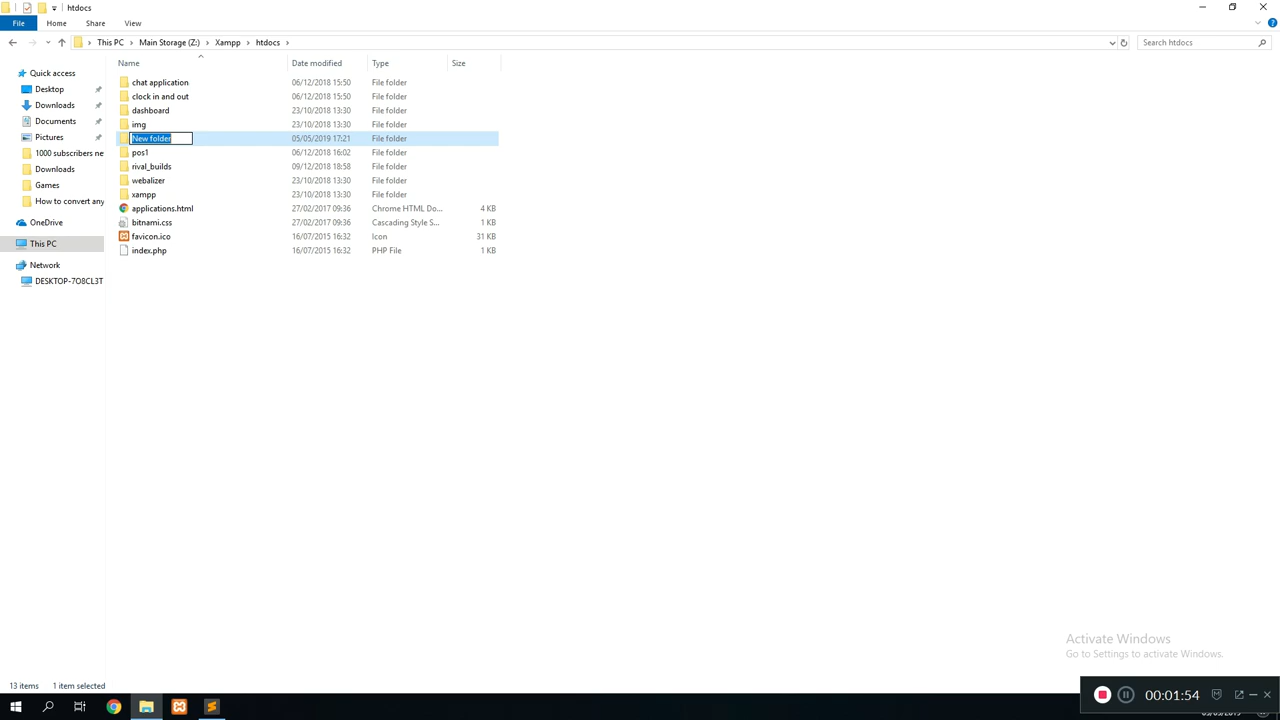 htdocs
File Home Share View
This PC Main Storage (Z:) Xampp htdocs
Search htdocs
Name Date modified Type Size
Quick access
Desktop
Downloads
Documents
Pictures
1000 subscribers ne
Downloads
Games
How to convert any
OneDrive
This PC
Network
DESKTOP-7O8CL3T
chat application 06/12/2018 15:50 File folder
clock in and out 06/12/2018 15:50 File folder
dashboard 23/10/2018 13:30 File folder
img 23/10/2018 13:30 File folder
New folder 05/05/2019 17:21 File folder
pos1 06/12/2018 16:02 File folder
rival_builds 09/12/2018 18:58 File folder
webalizer 23/10/2018 13:30 File folder
xampp 23/10/2018 13:30 File folder
applications.html 27/02/2017 09:36 Chrome HTML Do... 4 KB
bitnami.css 27/02/2017 09:36 Cascading Style S... 1 KB
favicon.ico 16/07/2015 16:32 Icon 31 KB
index.php 16/07/2015 16:32 PHP File 1 KB
Activate Windows
Go to Settings to activate Windows.
13 items 1 item selected
00:01:54